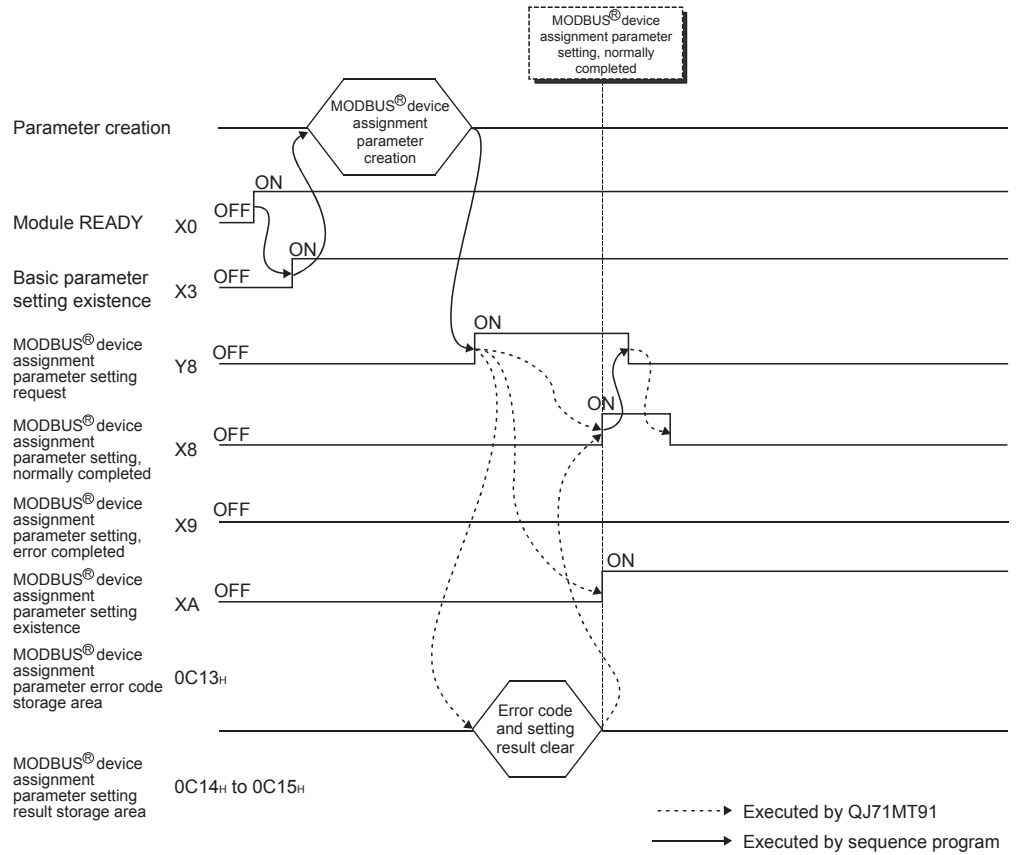 MODBUS® device
assignment parameter
setting, normally
completed
Parameter creation
MODBUS® device
assignment
parameter
creation
ON
Module READY X0 OFF
ON
Basic parameter
setting existence X3 OFF
ON
MODBUS® device
assignment
parameter setting
request
Y8 OFF
ON
MODBUS® device
assignment
parameter setting,
normally completed
X8 OFF
MODBUS® device
assignment
parameter setting,
error completed
X9 OFF
ON
MODBUS® device
assignment
parameter setting
existence
XA OFF
MODBUS® device
assignment
parameter error code
storage area
0C13H
Error code
and setting
result clear
MODBUS® device
assignment
parameter setting
result storage area
0C14H to 0C15H
Executed by QJ71MT91
Executed by sequence program